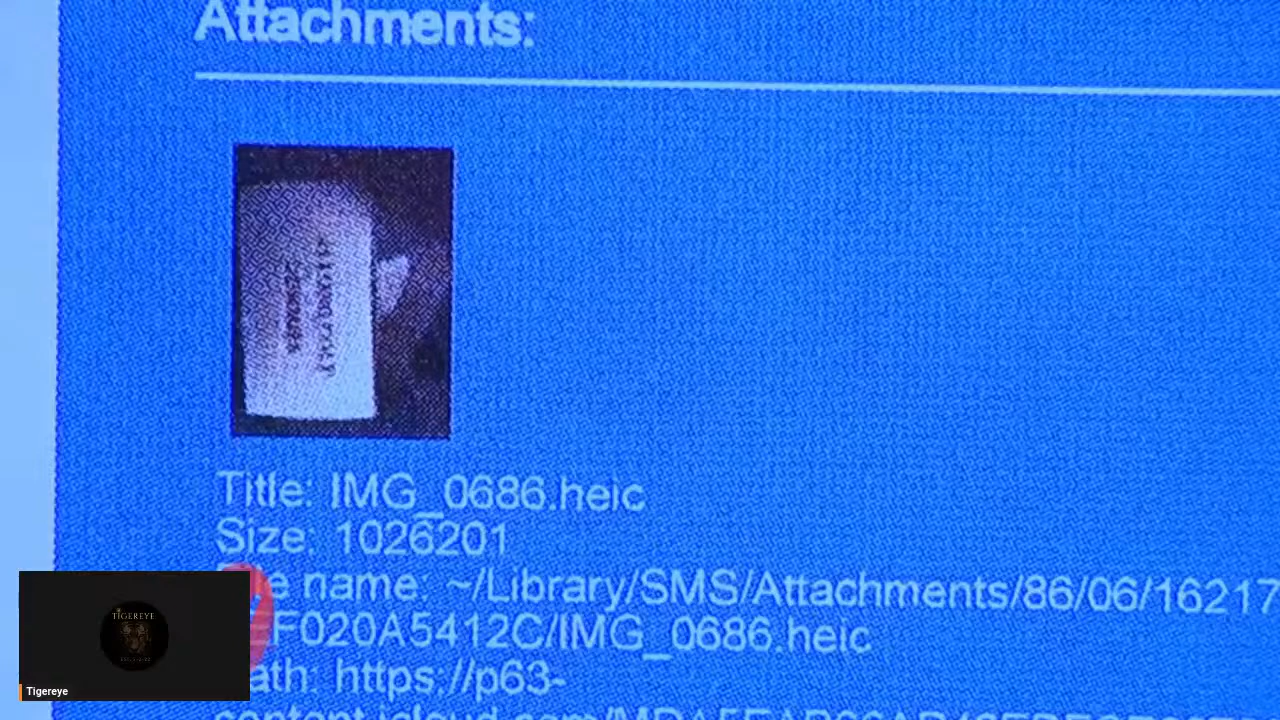 Attachments:
Title: IMG_0686.heic
Size: 1026201
name: ~/Library/SMS/Attachments/86/06/16217
F020A5412C/IMG_0686.heic
ath: https://p63-
TIGEREYE
Tigereye